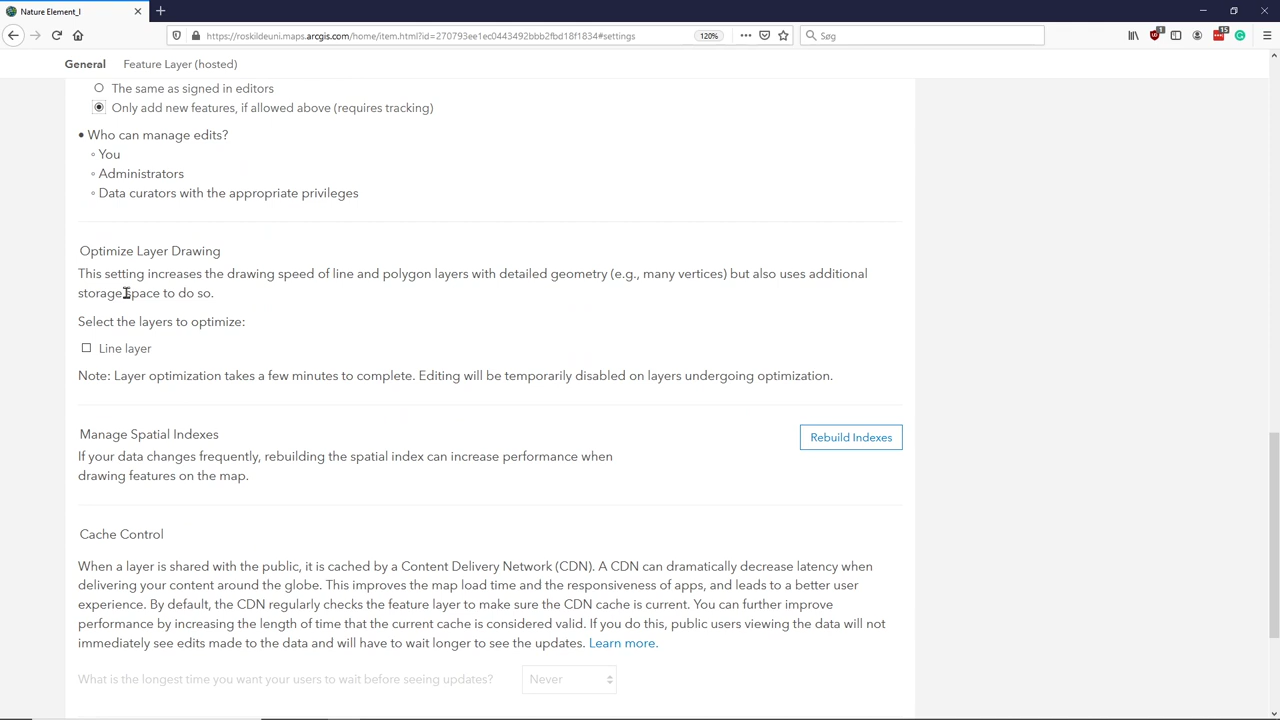 Nature Element_I
https://roskildeuni.maps.arcgis.com/home/item.html?id=270793ee1ec0443492bbb2fbd18f1834#settings
120%
Søg
General
Feature Layer (hosted)
The same as signed in editors
Only add new features, if allowed above (requires tracking)
• Who can manage edits?
◦ You
◦ Administrators
◦ Data curators with the appropriate privileges
Optimize Layer Drawing
This setting increases the drawing speed of line and polygon layers with detailed geometry (e.g., many vertices) but also uses additional
storage space to do so.
Select the layers to optimize:
Line layer
Note: Layer optimization takes a few minutes to complete. Editing will be temporarily disabled on layers undergoing optimization.
Manage Spatial Indexes
Rebuild Indexes
If your data changes frequently, rebuilding the spatial index can increase performance when
drawing features on the map.
Cache Control
When a layer is shared with the public, it is cached by a Content Delivery Network (CDN). A CDN can dramatically decrease latency when
delivering your content around the globe. This improves the map load time and the responsiveness of apps, and leads to a better user
experience. By default, the CDN regularly checks the feature layer to make sure the CDN cache is current. You can further improve
performance by increasing the length of time that the current cache is considered valid. If you do this, public users viewing the data will not
immediately see edits made to the data and will have to wait longer to see the updates. Learn more.
What is the longest time you want your users to wait before seeing updates?
Never